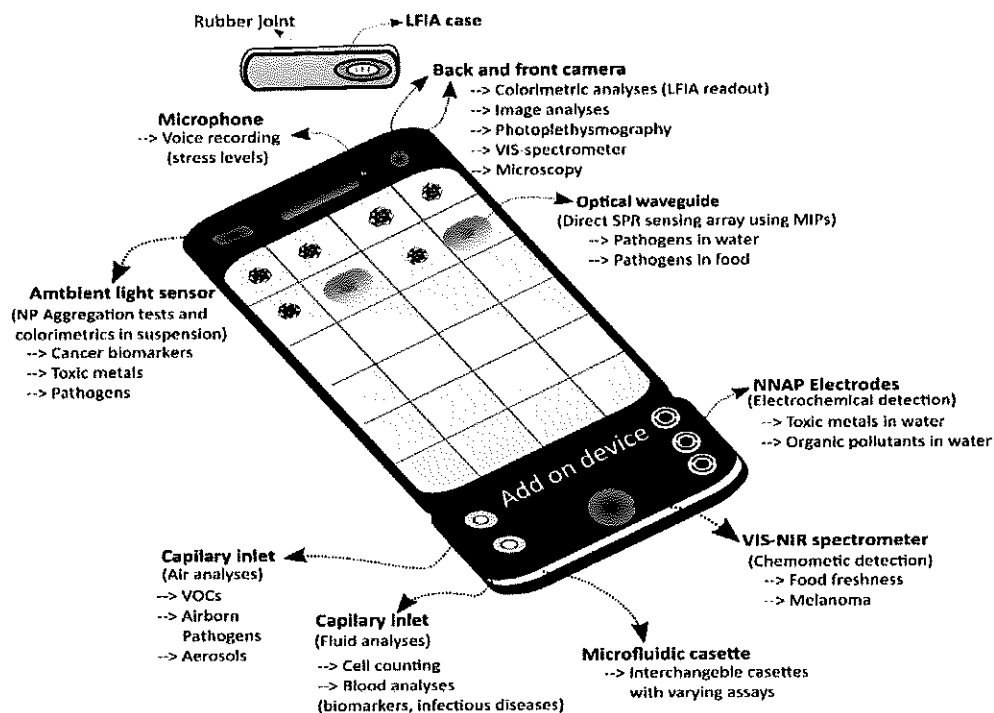 Rubber Joint
LFIA case
Back and front camera
--> Colorimetric analyses (LFIA readout)
--> Image analyses
--> Photoplethysmography
--> VIS-spectrometer
--> Microscopy
Microphone
--> Voice recording
(stress levels)
Optical waveguide
(Direct SPR sensing array using MIPs)
--> Pathogens in water
--> Pathogens in food
Amtbient light sensor
(NP Aggregation tests and
colorimetrics in suspension)
--> Cancer biomarkers
--> Toxic metals
--> Pathogens
NNAP Electrodes
(Electrochemical detection)
--> Toxic metals in water
--> Organic pollutants in water
Add on device
VIS-NIR spectrometer
(Chemometic detection)
--> Food freshness
--> Melanoma
Capilary inlet
(Air analyses)
--> VOCs
--> Airborn
Pathogens
--> Aerosols
Capilary inlet
(Fluid analyses)
--> Cell counting
--> Blood analyses
(biomarkers, infectious diseases)
Microfluidic casette
--> Interchangeble casettes
with varying assays